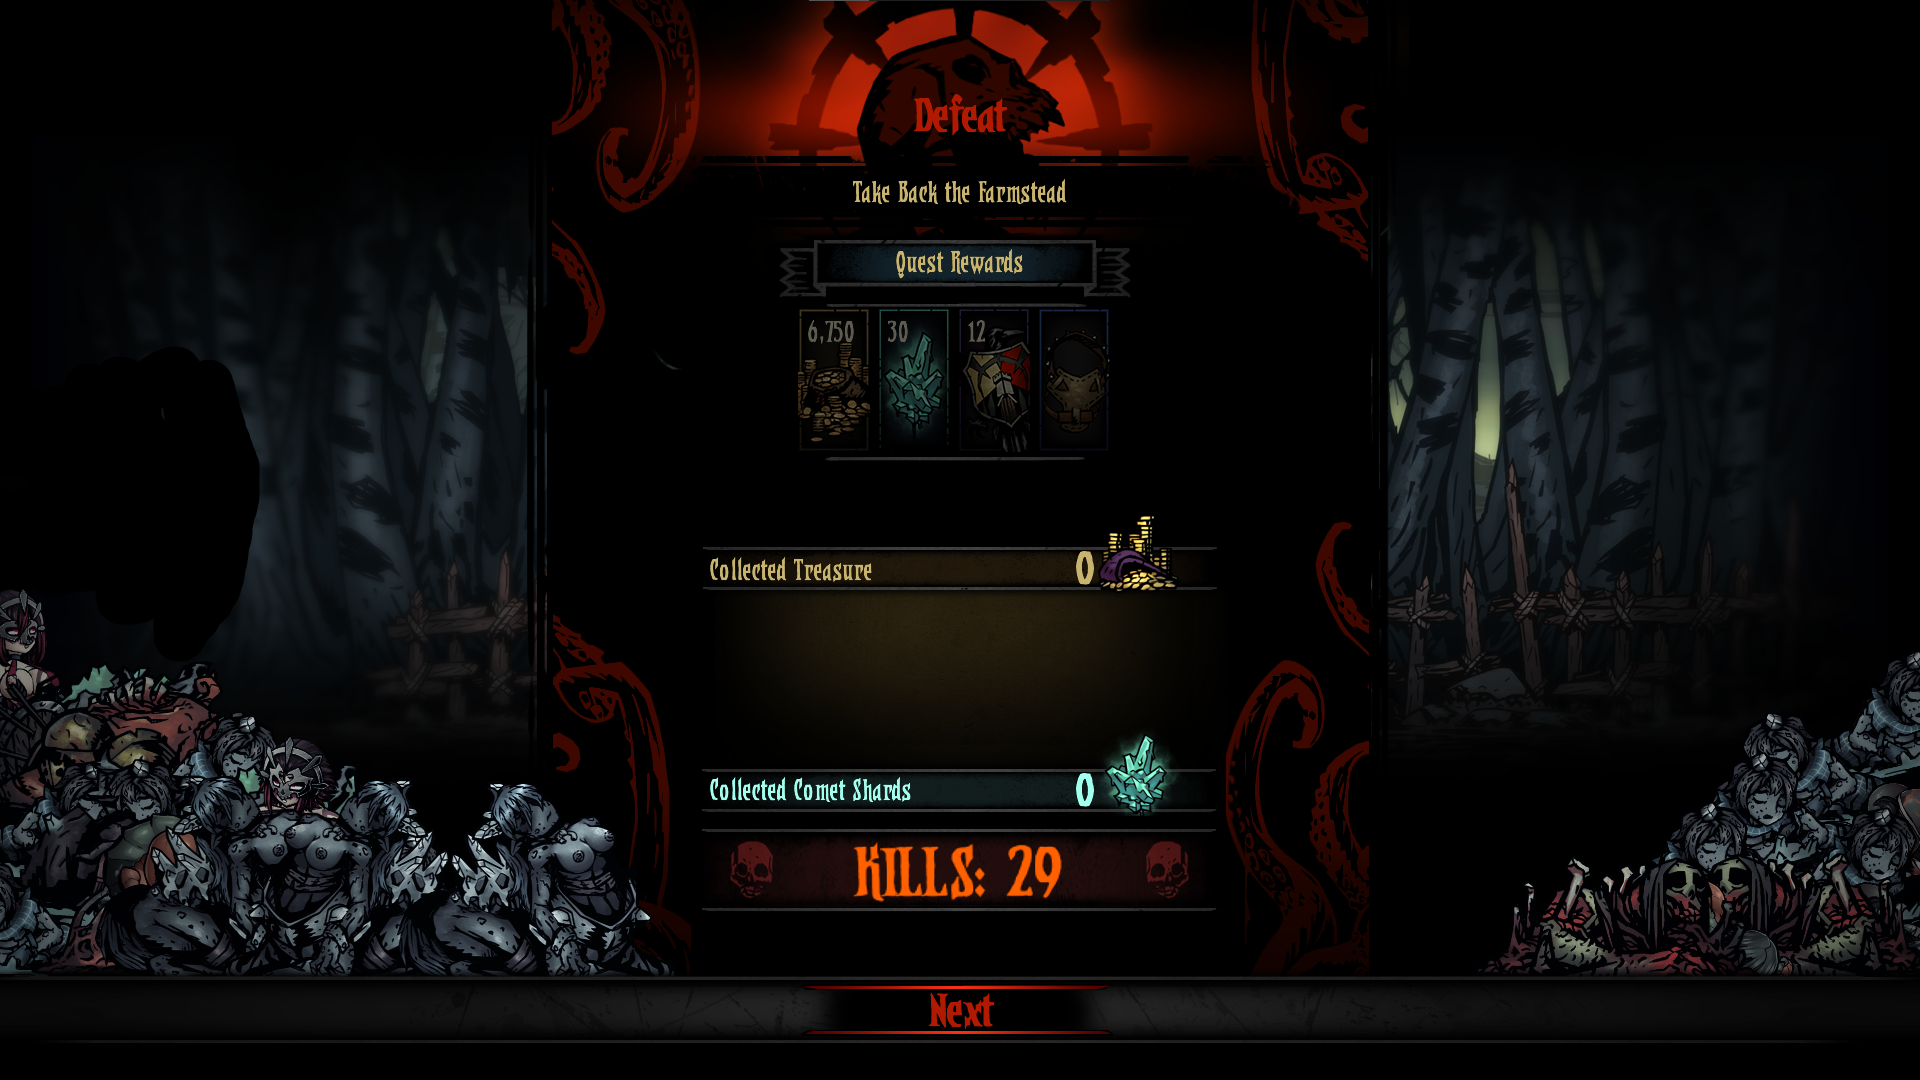 Defeat
Take Back the Farmstead
Quest Rewards
6,750 30 12
Collected Treasure 0
Collected Comet Shards 0
KILLS: 29
Next